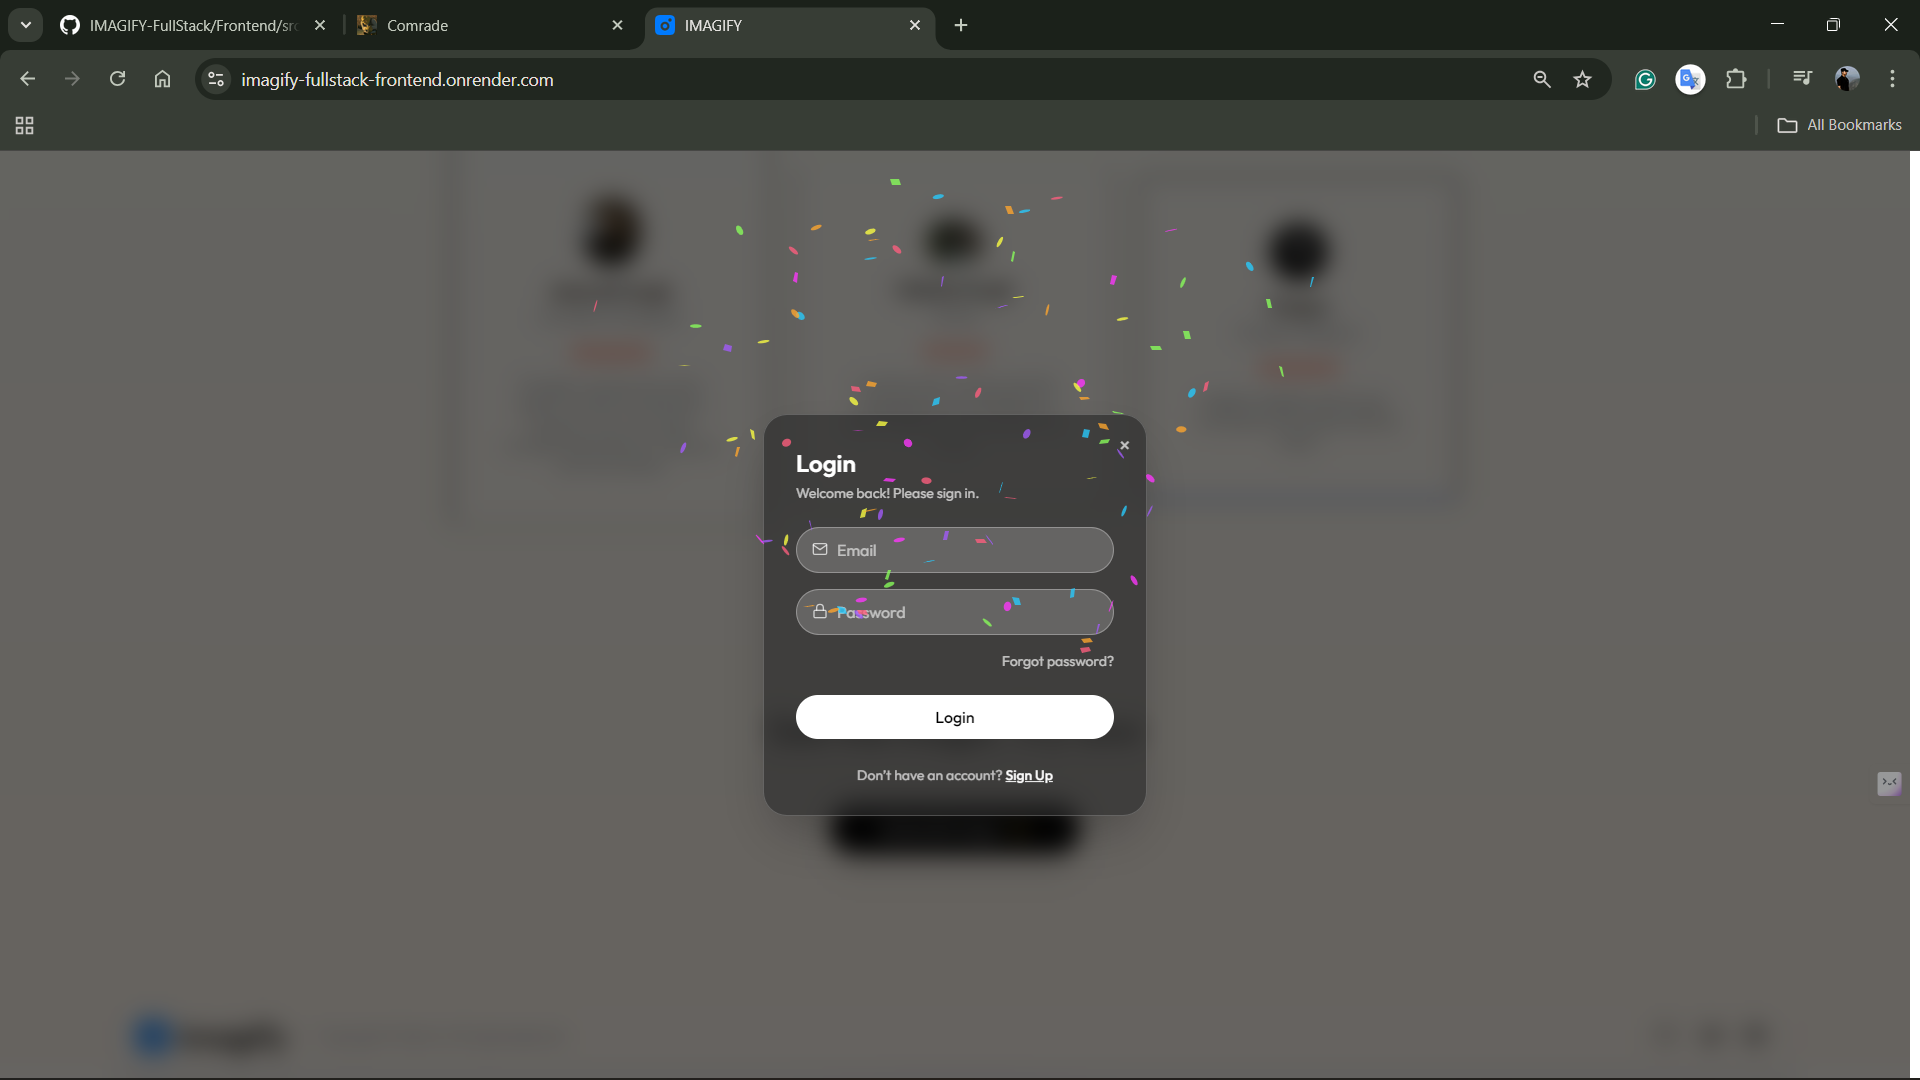 IMAGIFY-FullStack/Frontend/src
Comrade
IMAGIFY
imagify-fullstack-frontend.onrender.com
All Bookmarks
Login
Welcome back! Please sign in.
Email
Password
Forgot password?
Login
Don't have an account? Sign Up